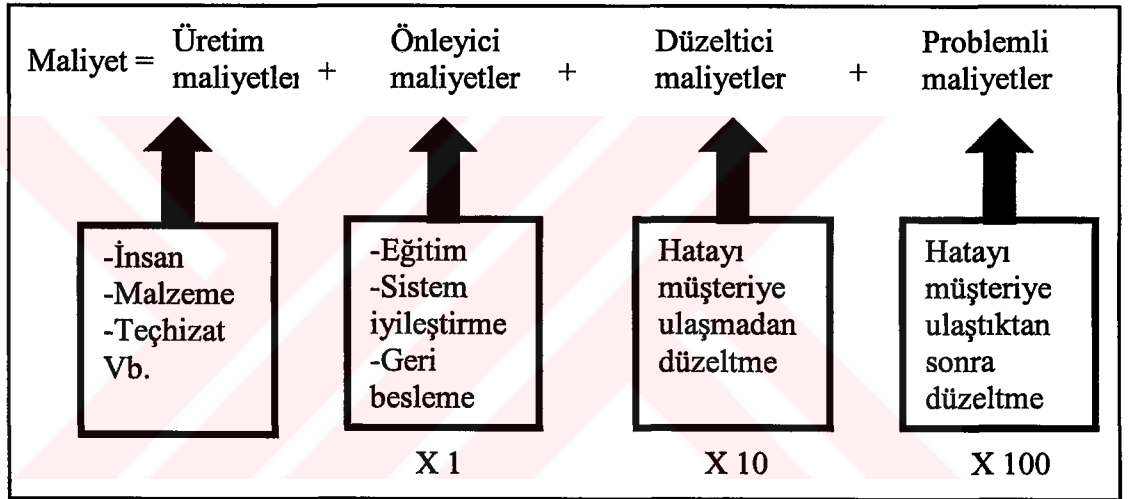 Maliyet = Üretim maliyetler + Önleyici maliyetler + Düzeltici maliyetler + Problemli maliyetler
-İnsan
-Malzeme
-Teçhizat
Vb.
-Eğitim
-Sistem
iyileştirme
-Geri
besleme
Hatayı
müşteriye
ulaşmadan
düzeltme
Hatayı
müşteriye
ulaştıktan
sonra
düzeltme
X 1
X 10
X 100